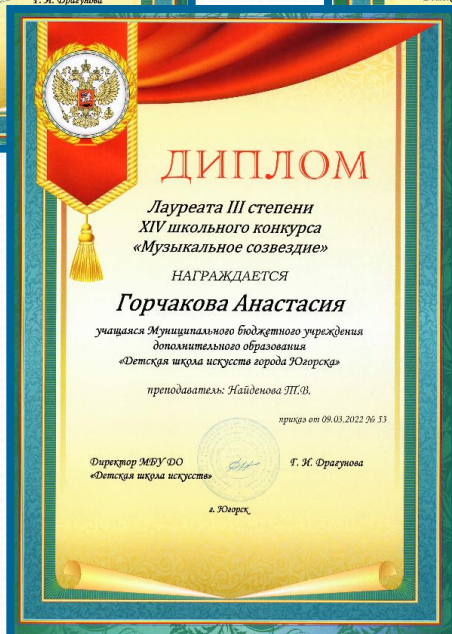 Г. И. Драгунова
ДИПЛОМ
Лауреата III степени
XIV школьного конкурса
«Музыкальное созвездие»
НАГРАЖДАЕТСЯ
Горчакова Анастасия
учащаяся Муниципального бюджетного учреждения
дополнительного образования
«Детская школа искусств города Югорска»
преподаватель: Найденова Т.В.
приказ от 09.03.2022 № 53
Директор МБУ ДО Г. И. Драгунова
«Детская школа искусств»
г. Югорск